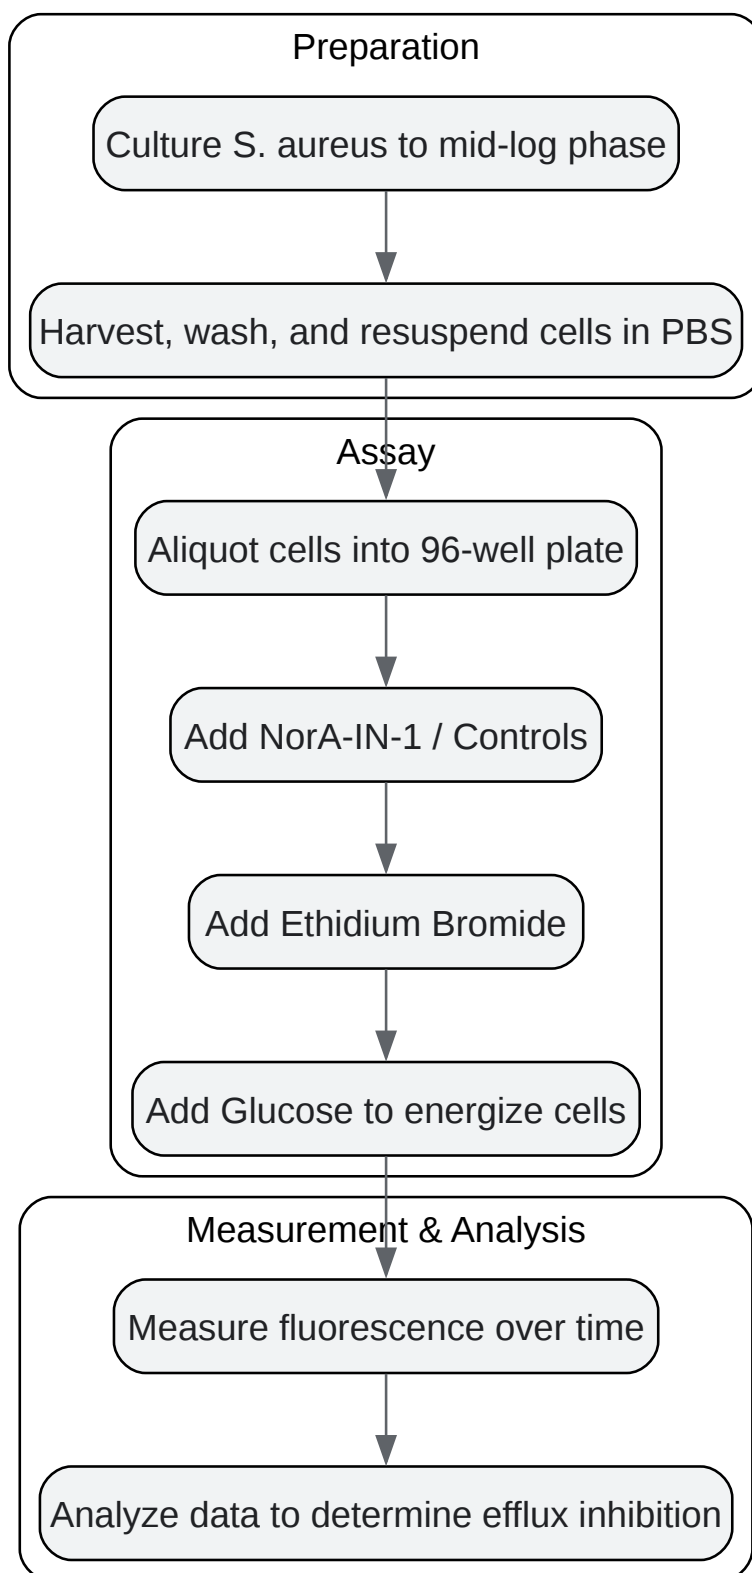 Preparation
Culture S. aureus to mid-log phase
Harvest, wash, and resuspend cells in PBS
Assay
Aliquot cells into 96-well plate
Add NorA-IN-1 / Controls
Add Ethidium Bromide
Add Glucose to energize cells
Measurement & Analysis
Measure fluorescence over time
Analyze data to determine efflux inhibition